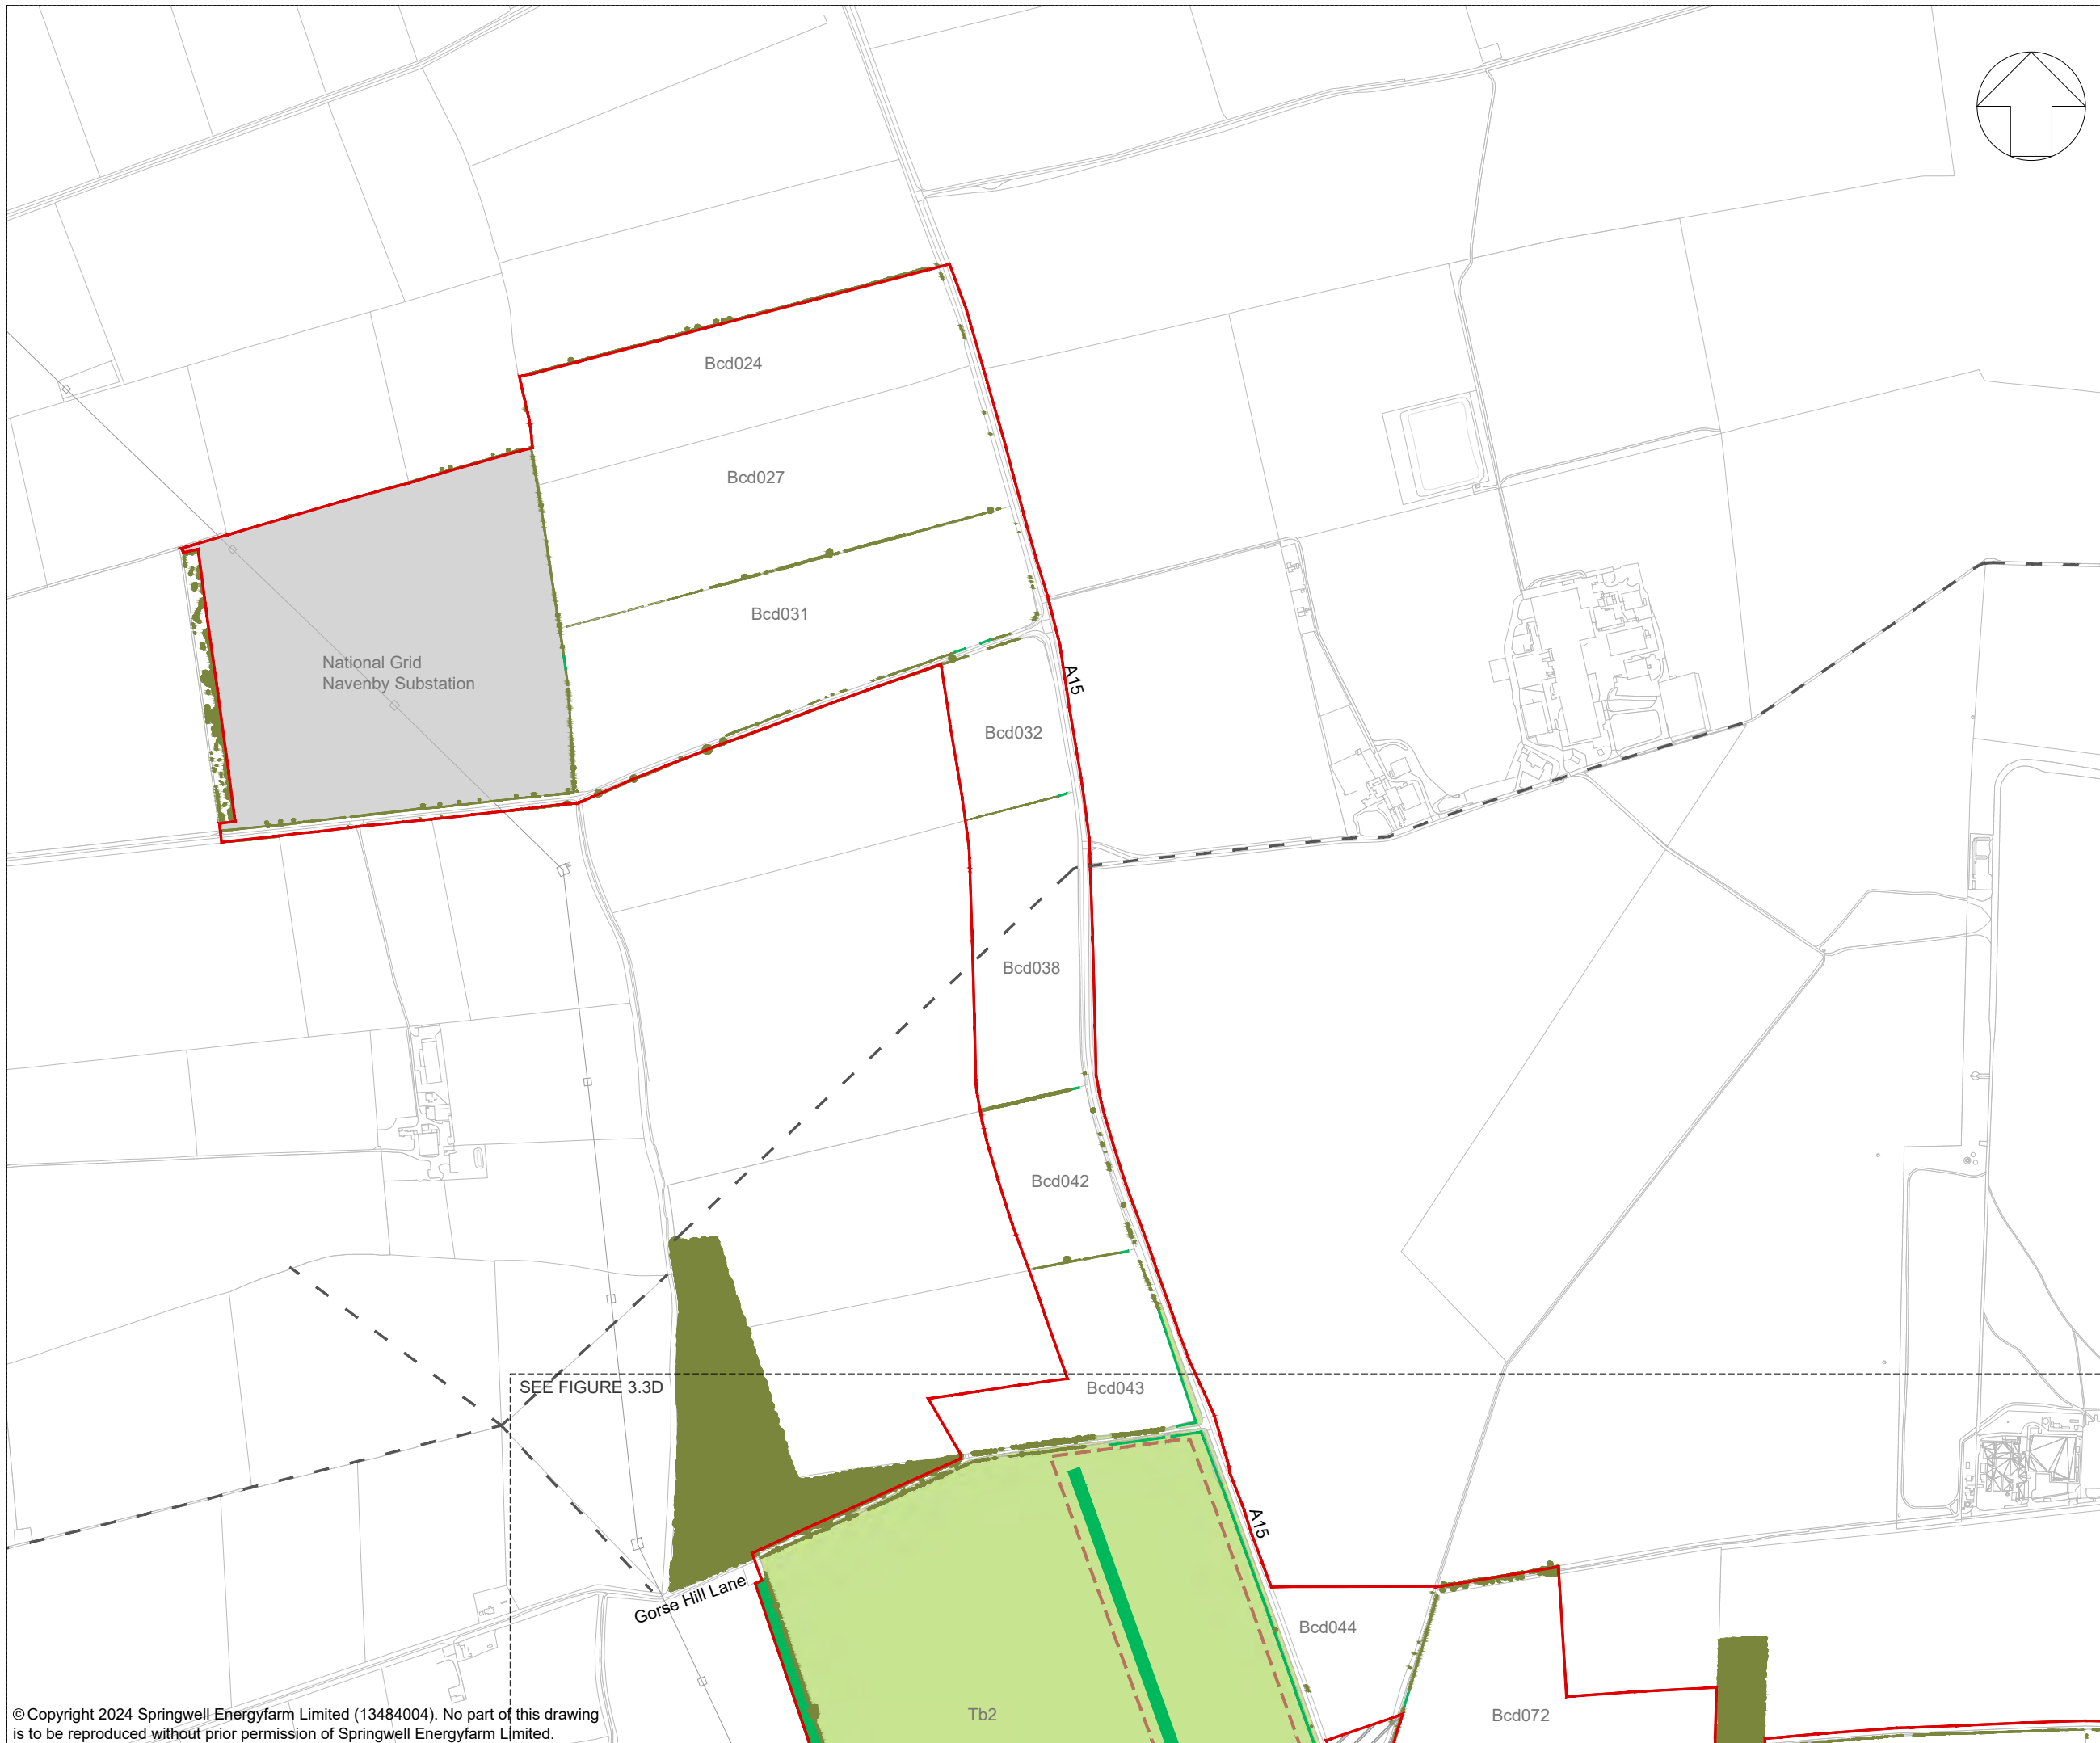 Bcd024
Bcd027
Bcd031
National Grid
Navenby Substation
A15
Bcd032
Bcd038
Bcd042
SEE FIGURE 3.3D
Bcd043
A15
Gorse Hill Lane
Bcd044
Tb2
Bcd072
© Copyright 2024 Springwell Energyfarm Limited (13484004). No part of this drawing
is to be reproduced without prior permission of Springwell Energyfarm Limited.